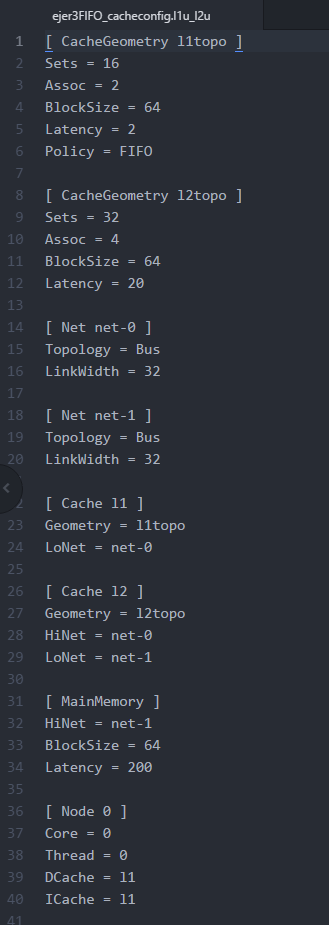 ejer3FIFO_cacheconfig.l1u_l2u
1 [ CacheGeometry l1topo ]
2 Sets = 16
3 Assoc = 2
4 BlockSize = 64
5 Latency = 2
6 Policy = FIFO
7
8 [ CacheGeometry l2topo ]
9 Sets = 32
10 Assoc = 4
11 BlockSize = 64
12 Latency = 20
13
14 [ Net net-0 ]
15 Topology = Bus
16 LinkWidth = 32
17
18 [ Net net-1 ]
19 Topology = Bus
20 LinkWidth = 32
2 [ Cache l1 ]
23 Geometry = l1topo
24 LoNet = net-0
25
26 [ Cache l2 ]
27 Geometry = l2topo
28 HiNet = net-0
29 LoNet = net-1
30
31 [ MainMemory ]
32 HiNet = net-1
33 BlockSize = 64
34 Latency = 200
35
36 [ Node 0 ]
37 Core = 0
38 Thread = 0
39 DCache = l1
40 ICache = l1
41